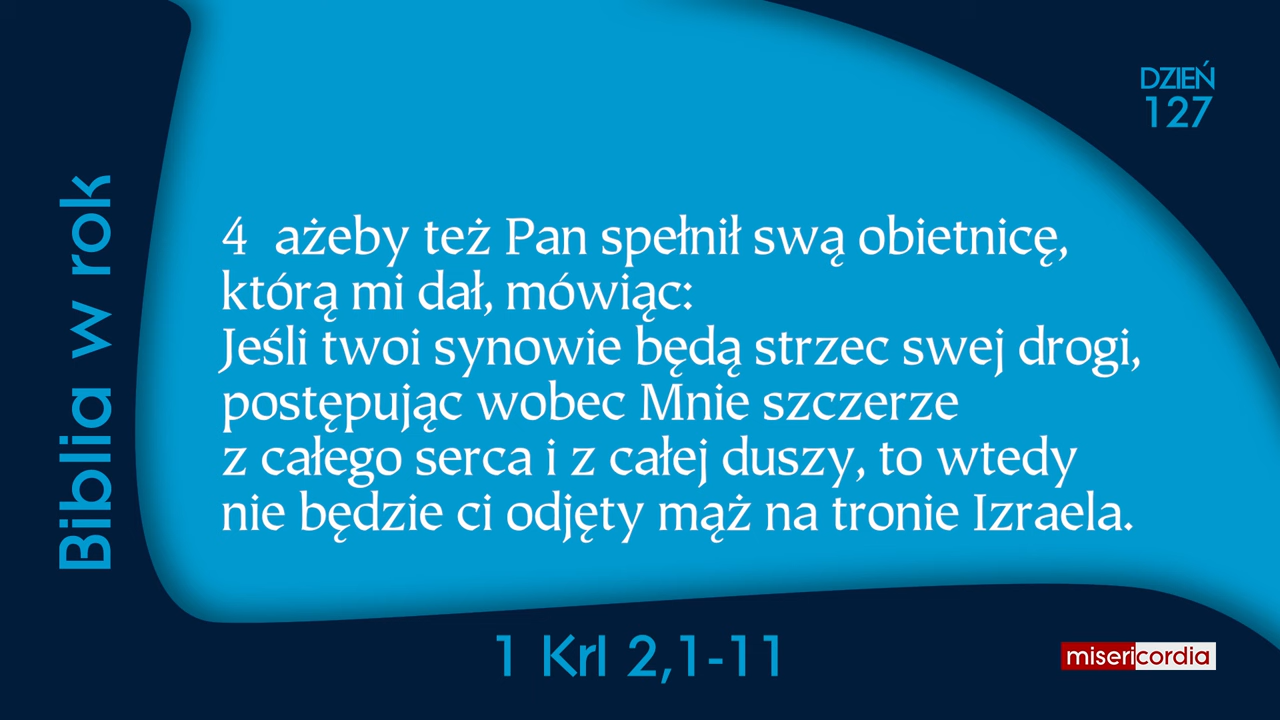 DZIEŃ
127
Biblia w rok
4 ażeby też Pan spełnił swą obietnicę,
którą mi dał, mówiąc:
Jeśli twoi synowie będą strzec swej drogi,
postępując wobec Mnie szczerze
z całego serca i z całej duszy, to wtedy
nie będzie ci odjęty mąż na tronie Izraela.
1 Krl 2,1-11
misericordia